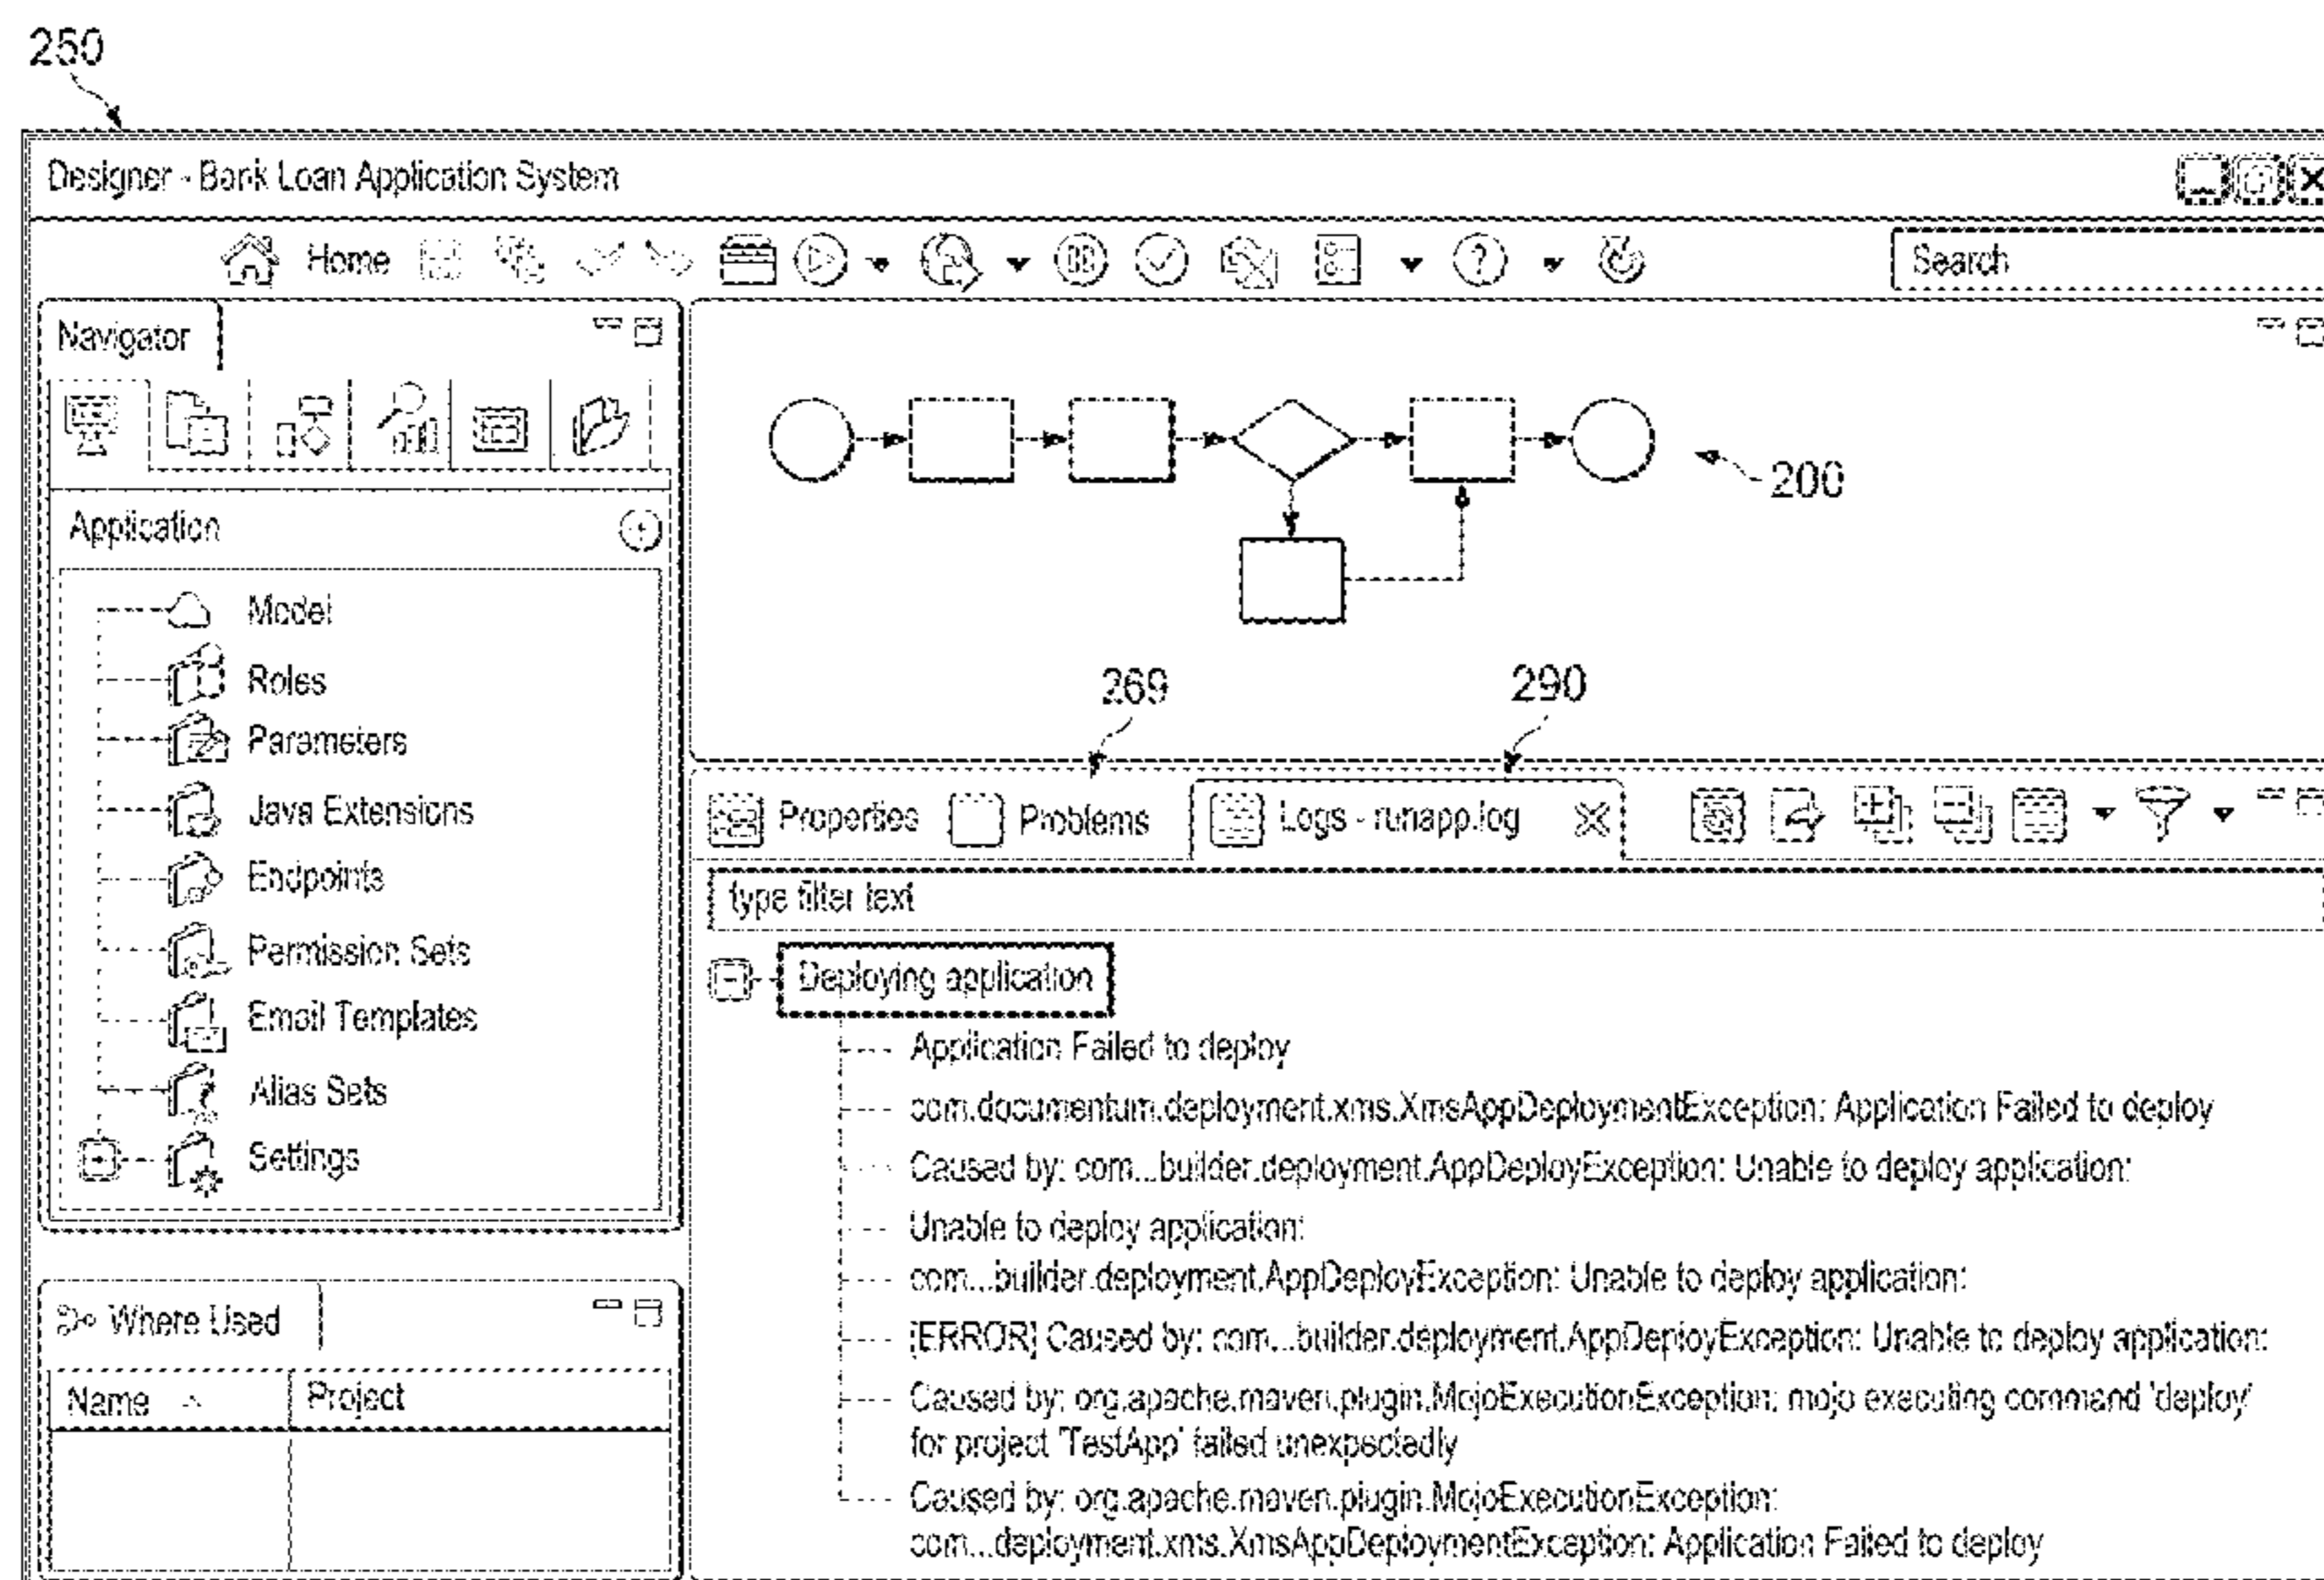 250
Designer - Bank Loan Application System
Home
Search
Navigator
Application
Model
Roles
Parameters
Java Extensions
Endpoints
Permission Sets
Email Templates
Alias Sets
Settings
Where Used
Name
Project
200
269
290
Properties
Problems
Logs - runapp.log
type filter text
Deploying application
Application Failed to deploy
com.documentum.deployment.xms.XmsAppDeploymentException: Application Failed to deploy
Caused by: com...builder.deployment.AppDeployException: Unable to deploy application:
Unable to deploy application:
com...builder.deployment.AppDeployException: Unable to deploy application:
[ERROR] Caused by: com...builder.deployment.AppDeployException: Unable to deploy application:
Caused by: org.apache.maven.plugin.MojoExecutionException: mojo executing command 'deploy'
for project 'TestApp' failed unexpectedly
Caused by: org.apache.maven.plugin.MojoExecutionException:
com...deployment.xms.XmsAppDeploymentException: Application Failed to deploy